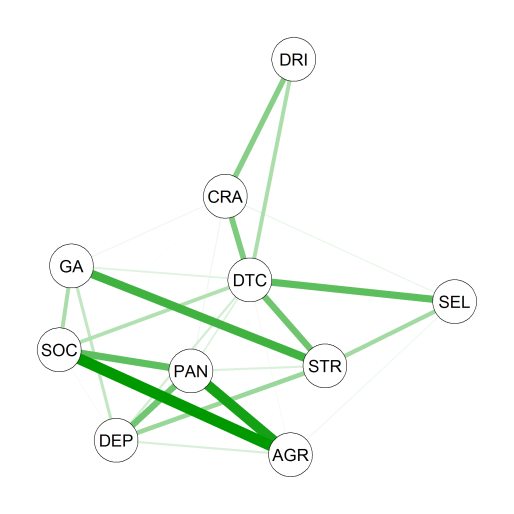 DRI
CRA
GA
DTC
SEL
SOC
PAN
STR
DEP
AGR